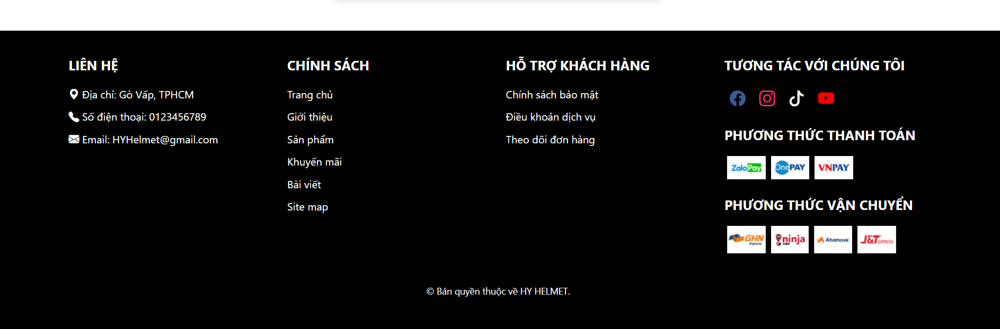 LIÊN HỆ
Địa chỉ: Gò Vấp, TPHCM
Số điện thoại: 0123456789
Email: HYHelmet@gmail.com
CHÍNH SÁCH
Trang chủ
Giới thiệu
Sản phẩm
Khuyến mãi
Bài viết
Site map
HỖ TRỢ KHÁCH HÀNG
Chính sách bảo mật
Điều khoản dịch vụ
Theo dõi đơn hàng
TƯƠNG TÁC VỚI CHÚNG TÔI
PHƯƠNG THỨC THANH TOÁN
ZaloPay OnePAY VNPAY
PHƯƠNG THỨC VẬN CHUYỂN
GHN Express ninja van Ahamove J&T EXPRESS
© Bản quyền thuộc về HY HELMET.